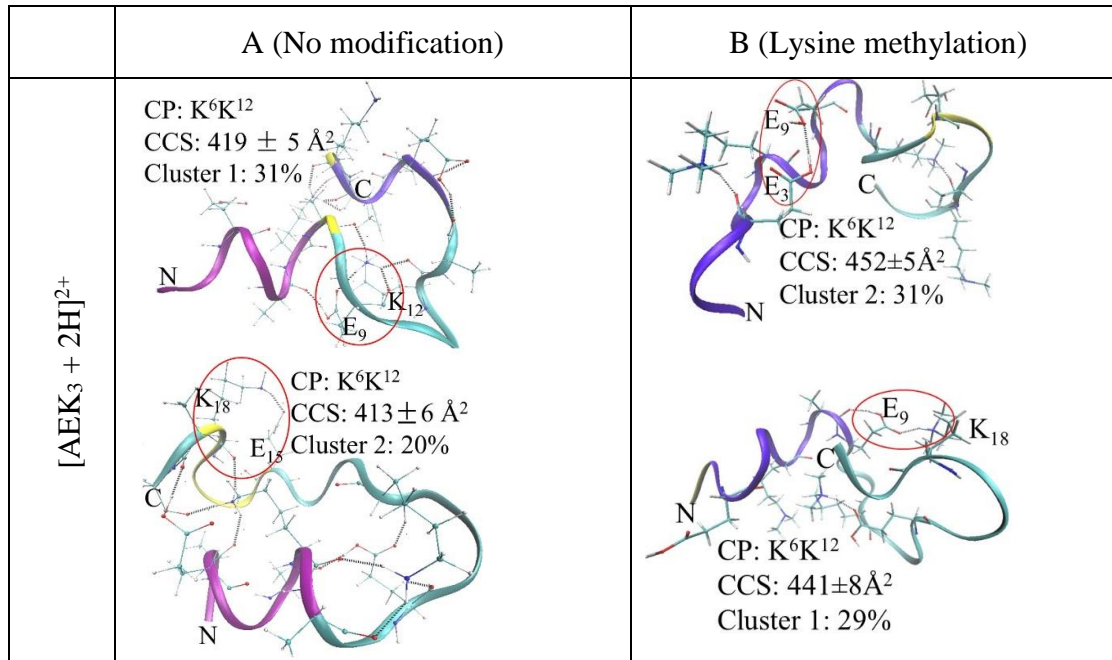 A (No modification)
B (Lysine methylation)
[AEK₃ + 2H]²⁺
CP: K⁶K¹²
CCS: 419 ± 5 Å²
Cluster 1: 31%
C
N
K₁₂
E₉
K₁₈
CP: K⁶K¹²
CCS: 413 ± 6 Å²
Cluster 2: 20%
E₁₅
C
N
E₉
C
E₃
CP: K⁶K¹²
CCS: 452±5Å²
Cluster 2: 31%
N
E₉
K₁₈
C
N
CP: K⁶K¹²
CCS: 441±8Å²
Cluster 1: 29%